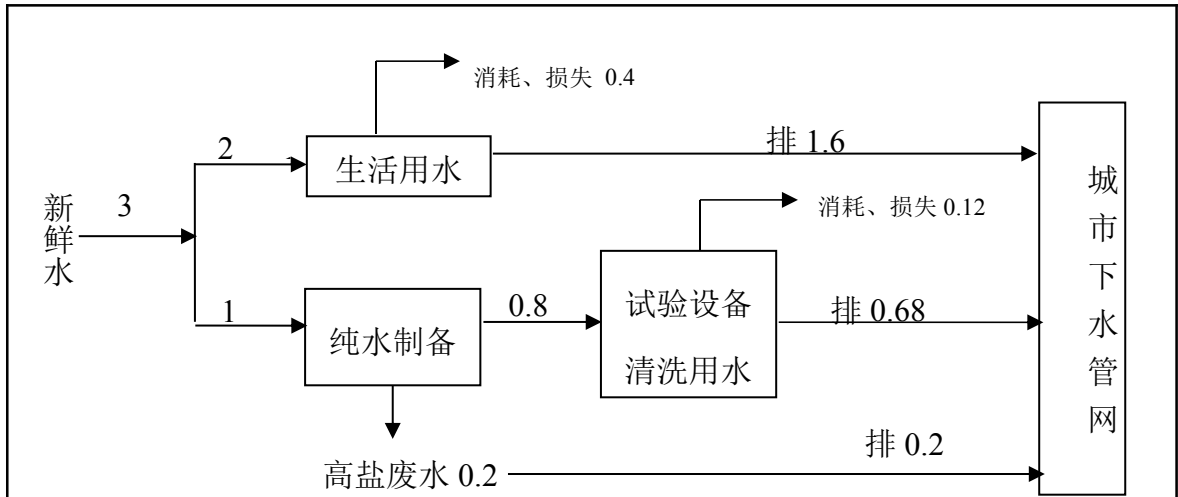 消耗、损失 0.4
2
生活用水
排 1.6
新鲜水
3
消耗、损失 0.12
1
纯水制备
0.8
试验设备
清洗用水
排 0.68
高盐废水 0.2
排 0.2
城市下水管网